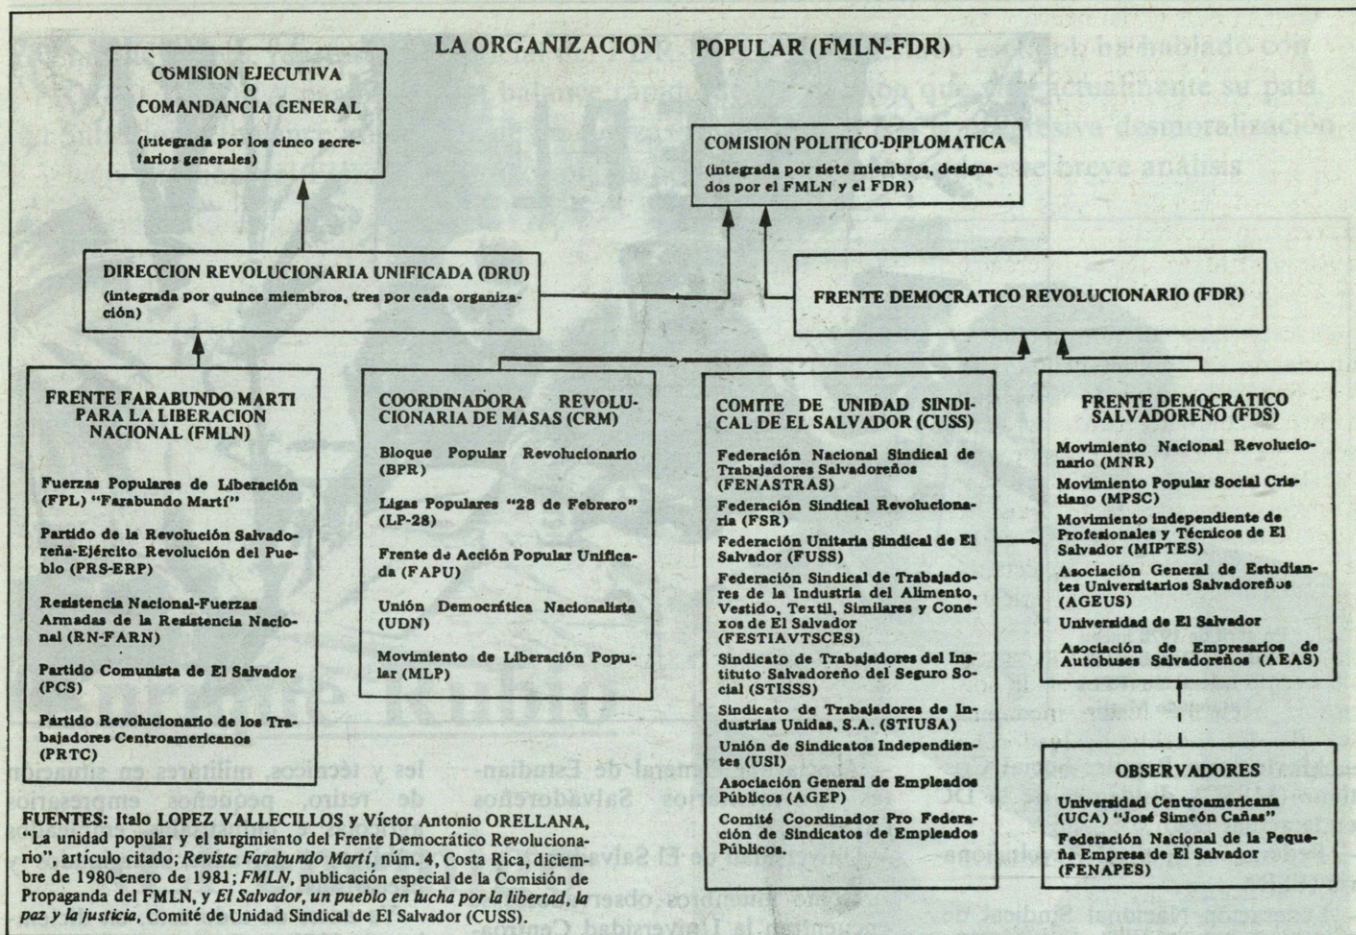 LA ORGANIZACION POPULAR (FMLN-FDR)
COMISION EJECUTIVA
O
COMANDANCIA GENERAL
(integrada por los cinco secre-
tarios generales)
COMISION POLITICO-DIPLOMATICA
(integrada por siete miembros, designa-
dos por el FMLN y el FDR)
DIRECCION REVOLUCIONARIA UNIFICADA (DRU)
(integrada por quince miembros, tres por cada organiza-
ción)
FRENTE DEMOCRATICO REVOLUCIONARIO (FDR)
FRENTE FARABUNDO MARTI
PARA LA LIBERACION
NACIONAL (FMLN)
Fuerzas Populares de Liberación
(FPL) “Farabundo Martí”
Partido de la Revolución Salvado-
reña-Ejército Revolución del Pue-
blo (PRS-ERP)
Resistencia Nacional-Fuerzas
Armadas de la Resistencia Nacio-
nal (RN-FARN)
Partido Comunista de El Salvador
(PCS)
Partido Revolucionario de los Tra-
bajadores Centroamericanos
(PRTC)
COORDINADORA REVOLU-
CIONARIA DE MASAS (CRM)
Bloque Popular Revolucionario
(BPR)
Ligas Populares “28 de Febrero”
(LP-28)
Frente de Acción Popular Unifica-
da (FAPU)
Unión Democrática Nacionalista
(UDN)
Movimiento de Liberación Popu-
lar (MLP)
COMITE DE UNIDAD SINDI-
CAL DE EL SALVADOR (CUSS)
Federación Nacional Sindical de
Trabajadores Salvadoreños
(FENASTRAS)
Federación Sindical Revoluciona-
ria (FSR)
Federación Unitaria Sindical de El
Salvador (FUSS)
Federación Sindical de Trabajado-
res de la Industria del Alimento,
Vestido, Textil, Similares y Cone-
xos de El Salvador
(FESTIAVTSCES)
Sindicato de Trabajadores del Ins-
tituto Salvadoreño del Seguro So-
cial (STISSS)
Sindicato de Trabajadores de In-
dustrias Unidas, S.A. (STIUSA)
Unión de Sindicatos Independien-
tes (USI)
Asociación General de Empleados
Públicos (AGEP)
Comité Coordinador Pro Federa-
ción de Sindicatos de Empleados
Públicos.
FRENTE DEMOCRATICO
SALVADOREÑO (FDS)
Movimiento Nacional Revolucio-
nario (MNR)
Movimiento Popular Social Cris-
tiano (MPSC)
Movimiento independiente de
Profesionales y Técnicos de El
Salvador (MIPTES)
Asociación General de Estudian-
tes Universitarios Salvadoreños
(AGEUS)
Universidad de El Salvador
Asociación de Empresarios de
Autobuses Salvadoreños (AEAS)
OBSERVADORES
Universidad Centroamericana
(UCA) “José Simeón Cañas”
Federación Nacional de la Peque-
ña Empresa de El Salvador
(FENAPES)
FUENTES: Italo LOPEZ VALLECILLOS y Víctor Antonio ORELLANA,
“La unidad popular y el surgimiento del Frente Democrático Revoluciona-
rio”, artículo citado; Revista Farabundo Martí, núm. 4, Costa Rica, diciem-
bre de 1980-enero de 1981; FMLN, publicación especial de la Comisión de
Propaganda del FMLN, y El Salvador, un pueblo en lucha por la libertad, la
paz y la justicia, Comité de Unidad Sindical de El Salvador (CUSS).